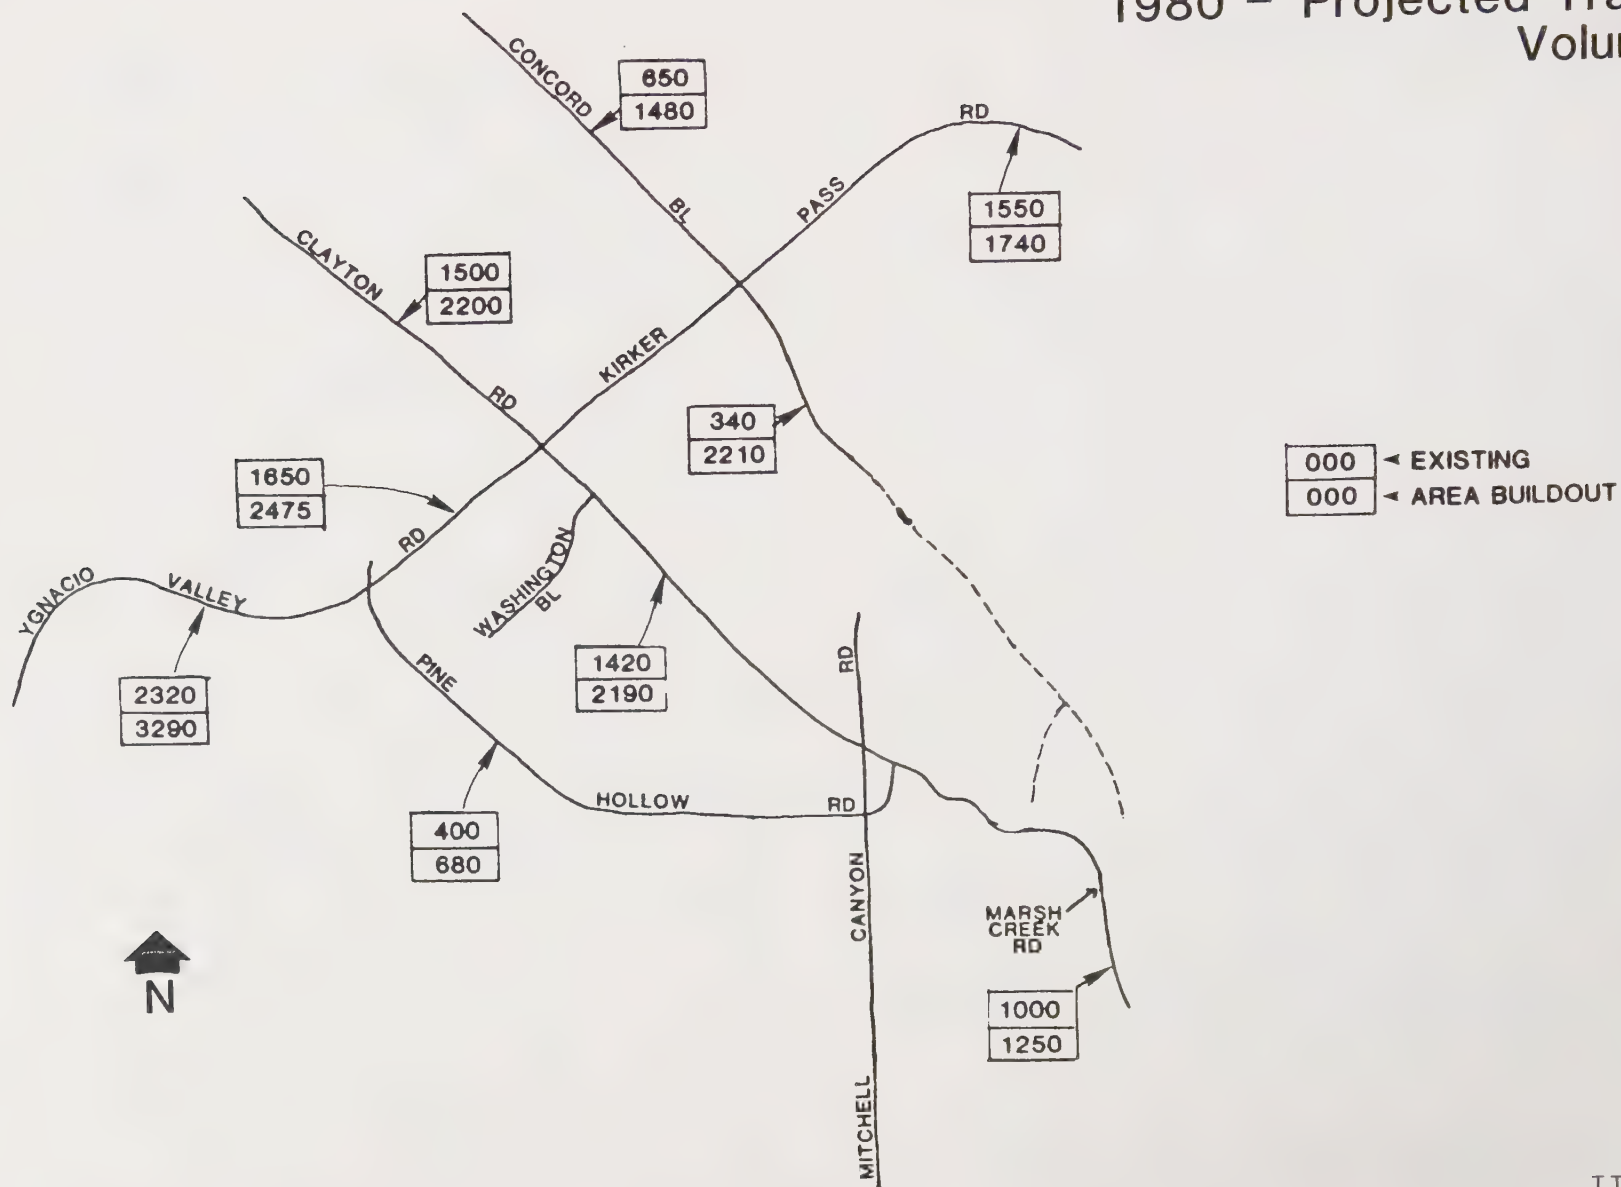 1980 – Projected Tra
Volu
CONCORD
BL
650
1480
RD
PASS
KIRKER
1550
1740
CLAYTON
RD
1500
2200
340
2210
000 ◄ EXISTING
000 ◄ AREA BUILDOUT
1650
2475
RD
VALLEY
YGNACIO
WASHINGTON
BL
2320
3290
PINE
HOLLOW
RD
1420
2190
RD
CANYON
MITCHELL
400
680
MARSH
CREEK
RD
1000
1250
N